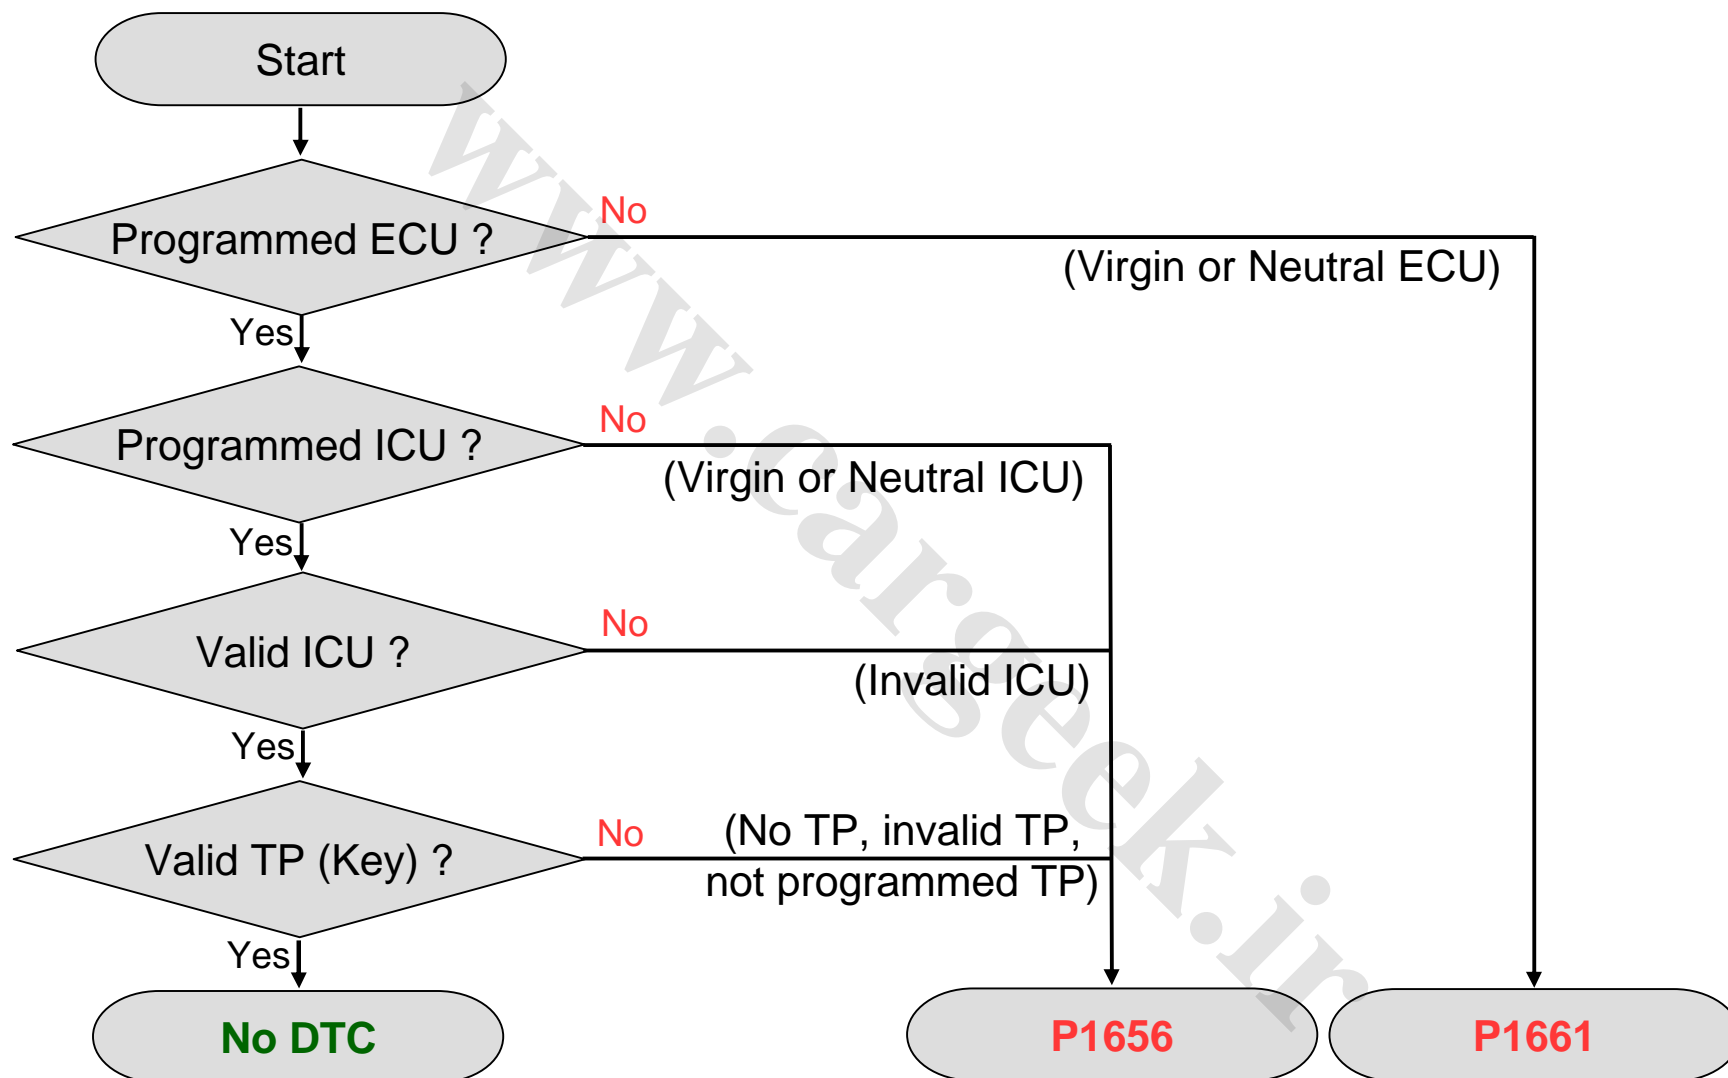 Start
Programmed ECU ?
No
(Virgin or Neutral ECU)
Yes
Programmed ICU ?
No
(Virgin or Neutral ICU)
Yes
Valid ICU ?
No
(Invalid ICU)
Yes
Valid TP (Key) ?
No
(No TP, invalid TP,
not programmed TP)
Yes
No DTC
P1656
P1661
www.cargeek.ir